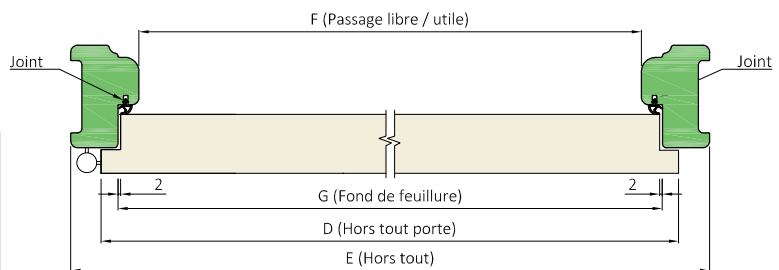 F (Passage libre / utile)
Joint
Joint
2
2
G (Fond de feuillure)
D (Hors tout porte)
E (Hors tout)